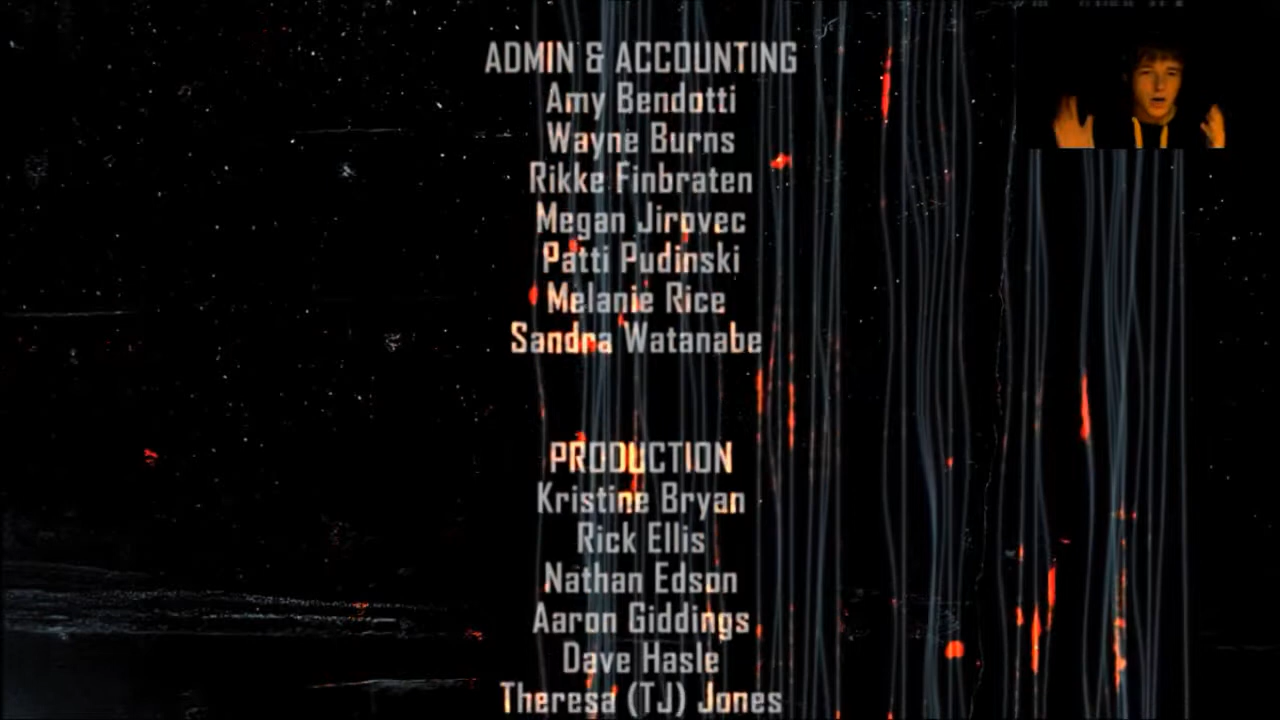 ADMIN & ACCOUNTING
Amy Bendotti
Wayne Burns
Rikke Finbraten
Megan Jirovec
Patti Pudinski
Melanie Rice
Sandra Watanabe
PRODUCTION
Kristine Bryan
Rick Ellis
Nathan Edson
Aaron Giddings
Dave Hasle
Theresa (TJ) Jones